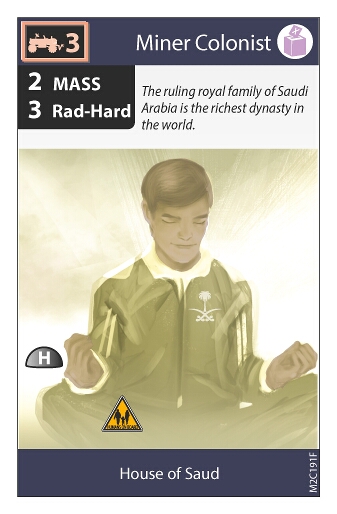 3
Miner Colonist
2 MASS
3 Rad-Hard
The ruling royal family of Saudi
Arabia is the richest dynasty in
the world.
H
House of Saud
M2C191F